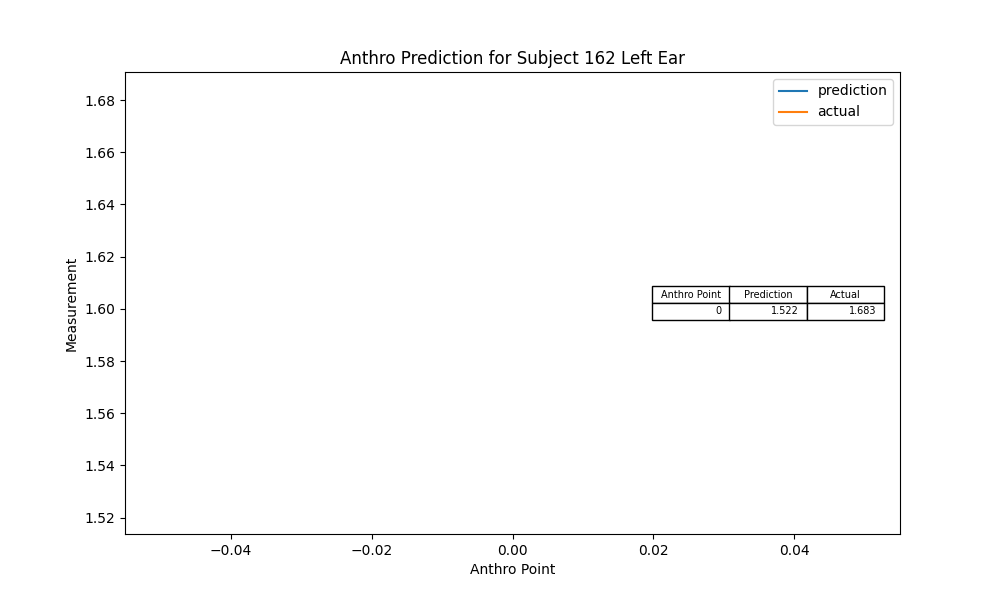 Anthro Prediction for Subject 162 Left Ear
prediction
actual
Measurement
1.68
1.66
1.64
1.62
1.60
1.58
1.56
1.54
1.52
Anthro Point Prediction Actual
0 1.522 1.683
−0.04 −0.02 0.00 0.02 0.04
Anthro Point